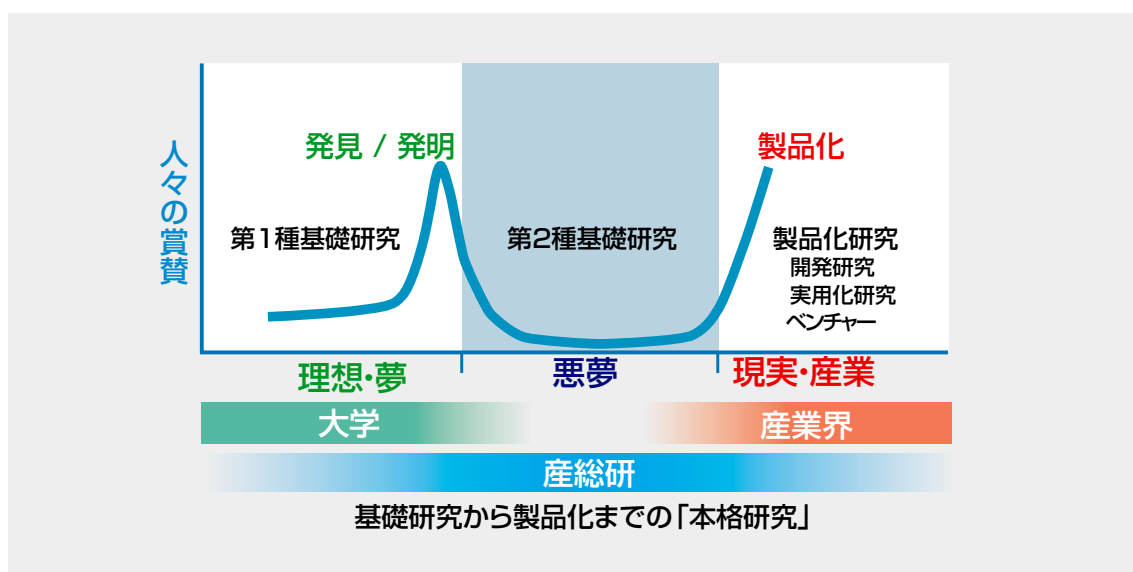 人々の賞賛
発見 / 発明
製品化
第1種基礎研究
第2種基礎研究
製品化研究
開発研究
実用化研究
ベンチャー
理想・夢
悪夢
現実・産業
大学
産業界
産総研
基礎研究から製品化までの「本格研究」